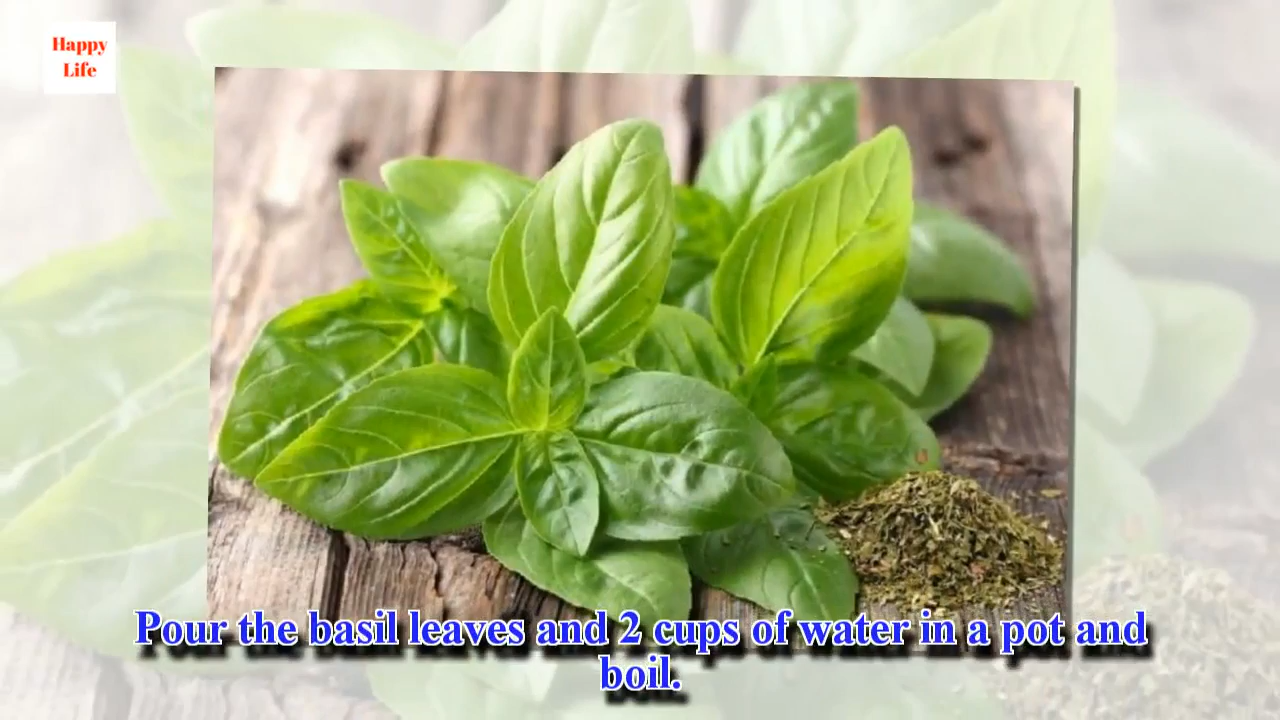 Happy
Life
Pour the basil leaves and 2 cups of water in a pot and
boil.